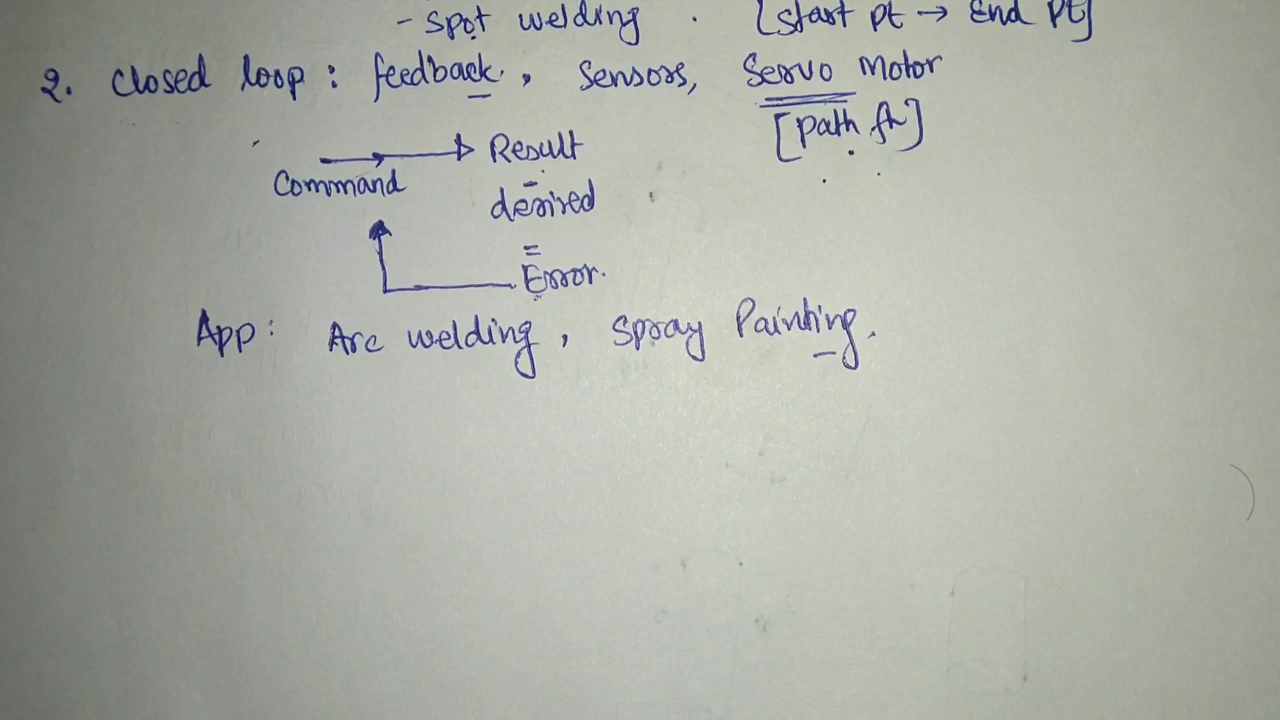 - Spot welding . [Start pt → End pt]
2. Closed loop : feedback , Sensors, Servo Motor
[Path fn]
Command → Result
desired
=
Error.
App: Arc welding , Spray Painting.